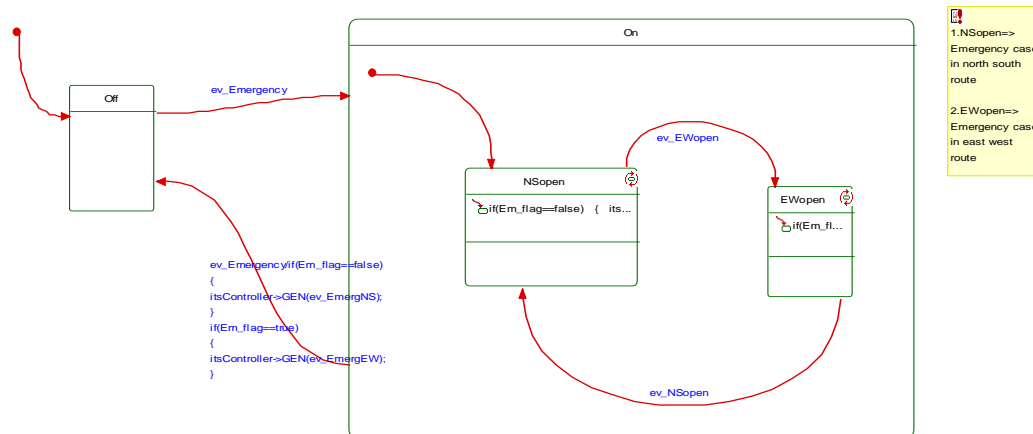 On
1.NSopen=>
Emergency case
in north south
route
2.EWopen=>
Emergency case
in east west
route
Off
ev_Emergency
ev_EWopen
NSopen
if(Em_flag==false) { its...
EWopen
if(Em_fl...
ev_Emergency/if(Em_flag==false)
{
itsController->GEN(ev_EmergNS);
}
if(Em_flag==true)
{
itsController->GEN(ev_EmergEW);
}
ev_NSopen